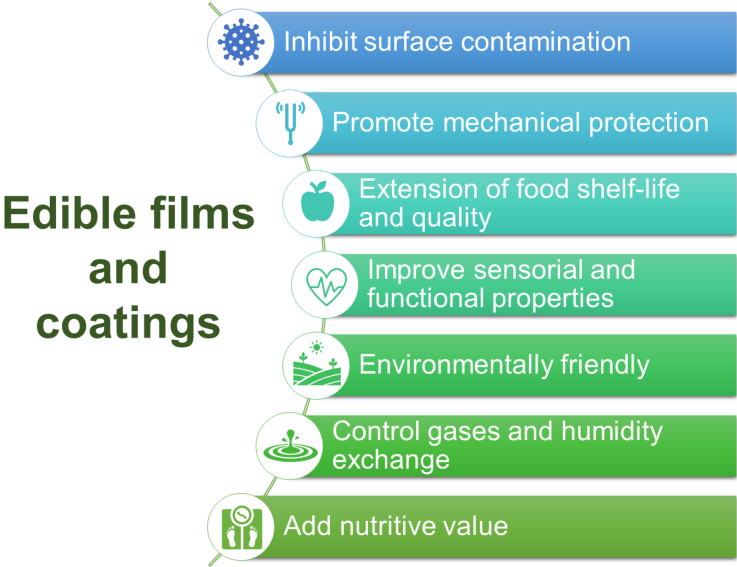 Edible films
and
coatings
Inhibit surface contamination
Promote mechanical protection
Extension of food shelf-life
and quality
Improve sensorial and
functional properties
Environmentally friendly
Control gases and humidity
exchange
Add nutritive value